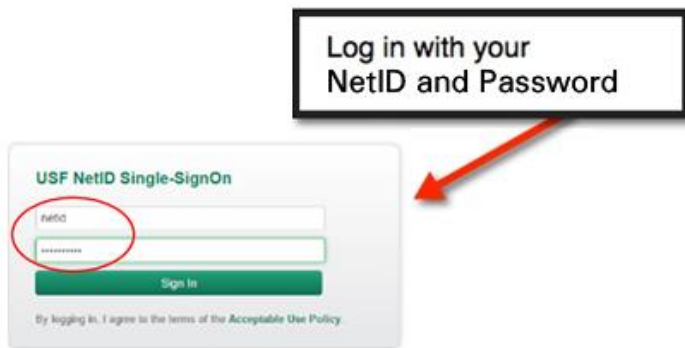 Log in with your
NetID and Password
USF NetID Single-SignOn
netid
••••••••••
Sign In
By logging in, I agree to the terms of the Acceptable Use Policy.